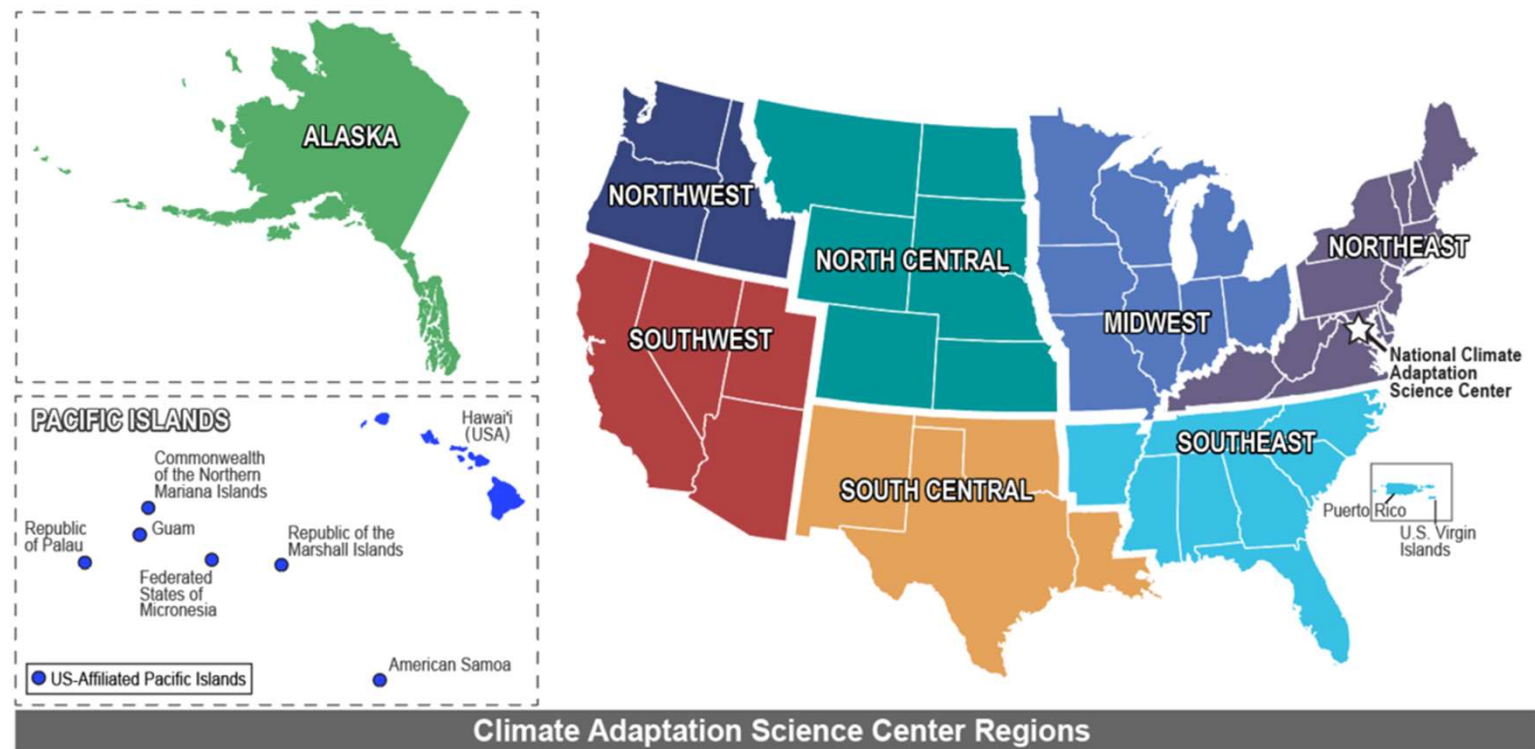 ALASKA
PACIFIC ISLANDS
Hawai'i
(USA)
Commonwealth
of the Northern
Mariana Islands
Republic
of Palau
Guam
Republic of the
Marshall Islands
Federated
States of
Micronesia
American Samoa
US-Affiliated Pacific Islands
NORTHWEST
NORTH CENTRAL
NORTHEAST
SOUTHWEST
MIDWEST
National Climate
Adaptation
Science Center
SOUTHEAST
SOUTH CENTRAL
Puerto Rico
U.S. Virgin
Islands
Climate Adaptation Science Center Regions